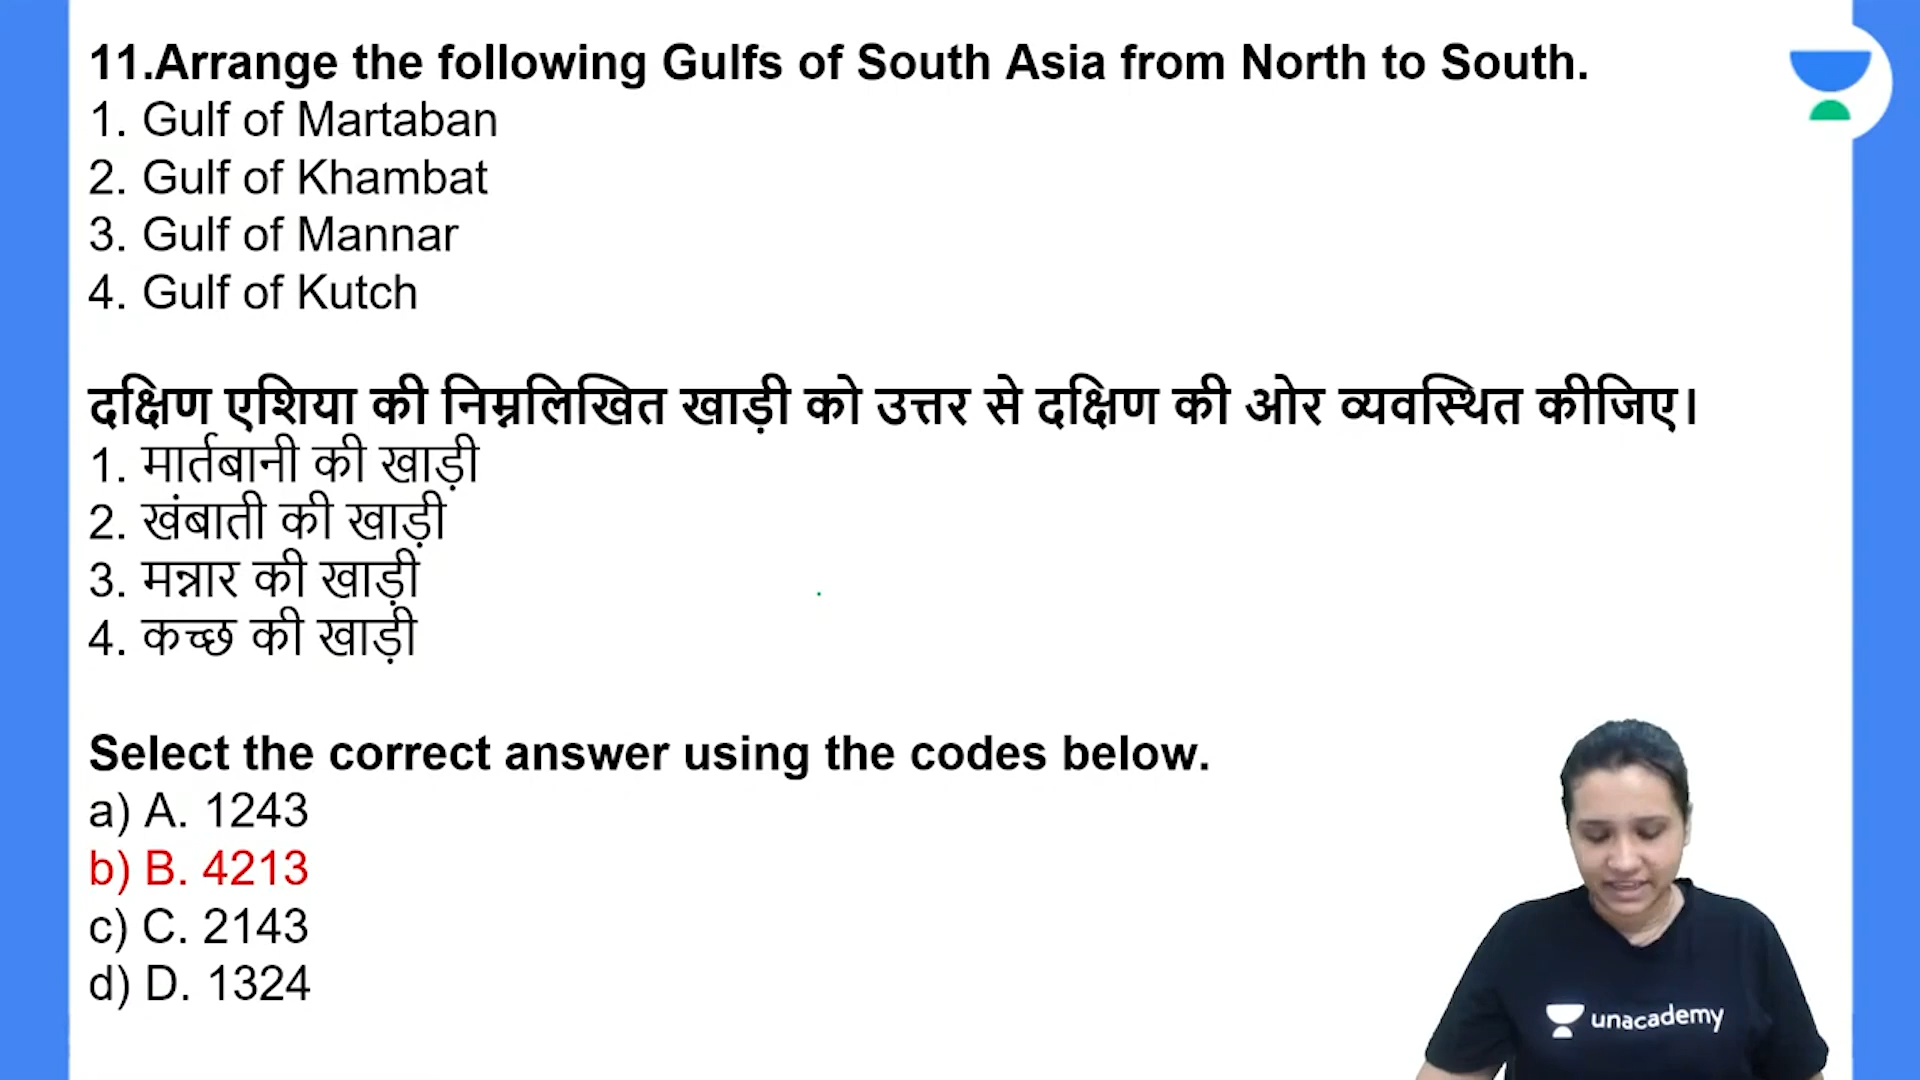 11.Arrange the following Gulfs of South Asia from North to South.
1. Gulf of Martaban
2. Gulf of Khambat
3. Gulf of Mannar
4. Gulf of Kutch
दक्षिण एशिया की निम्नलिखित खाड़ी को उत्तर से दक्षिण की ओर व्यवस्थित कीजिए।
1. मार्तबानी की खाड़ी
2. खंबाती की खाड़ी
3. मन्नार की खाड़ी
4. कच्छ की खाड़ी
Select the correct answer using the codes below.
a) A. 1243
b) B. 4213
c) C. 2143
d) D. 1324
unacademy